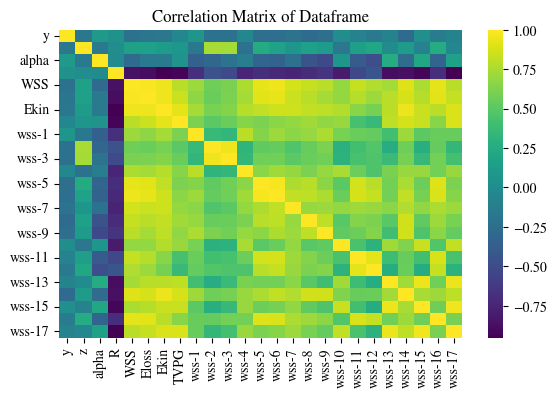 Correlation Matrix of Dataframe
y
alpha
WSS
Ekin
wss-1
wss-3
wss-5
wss-7
wss-9
wss-11
wss-13
wss-15
wss-17
y
z
alpha
R
WSS
Eloss
Ekin
TVPG
wss-1
wss-2
wss-3
wss-4
wss-5
wss-6
wss-7
wss-8
wss-9
wss-10
wss-11
wss-12
wss-13
wss-14
wss-15
wss-16
wss-17
1.00
0.75
0.50
0.25
0.00
−0.25
−0.50
−0.75